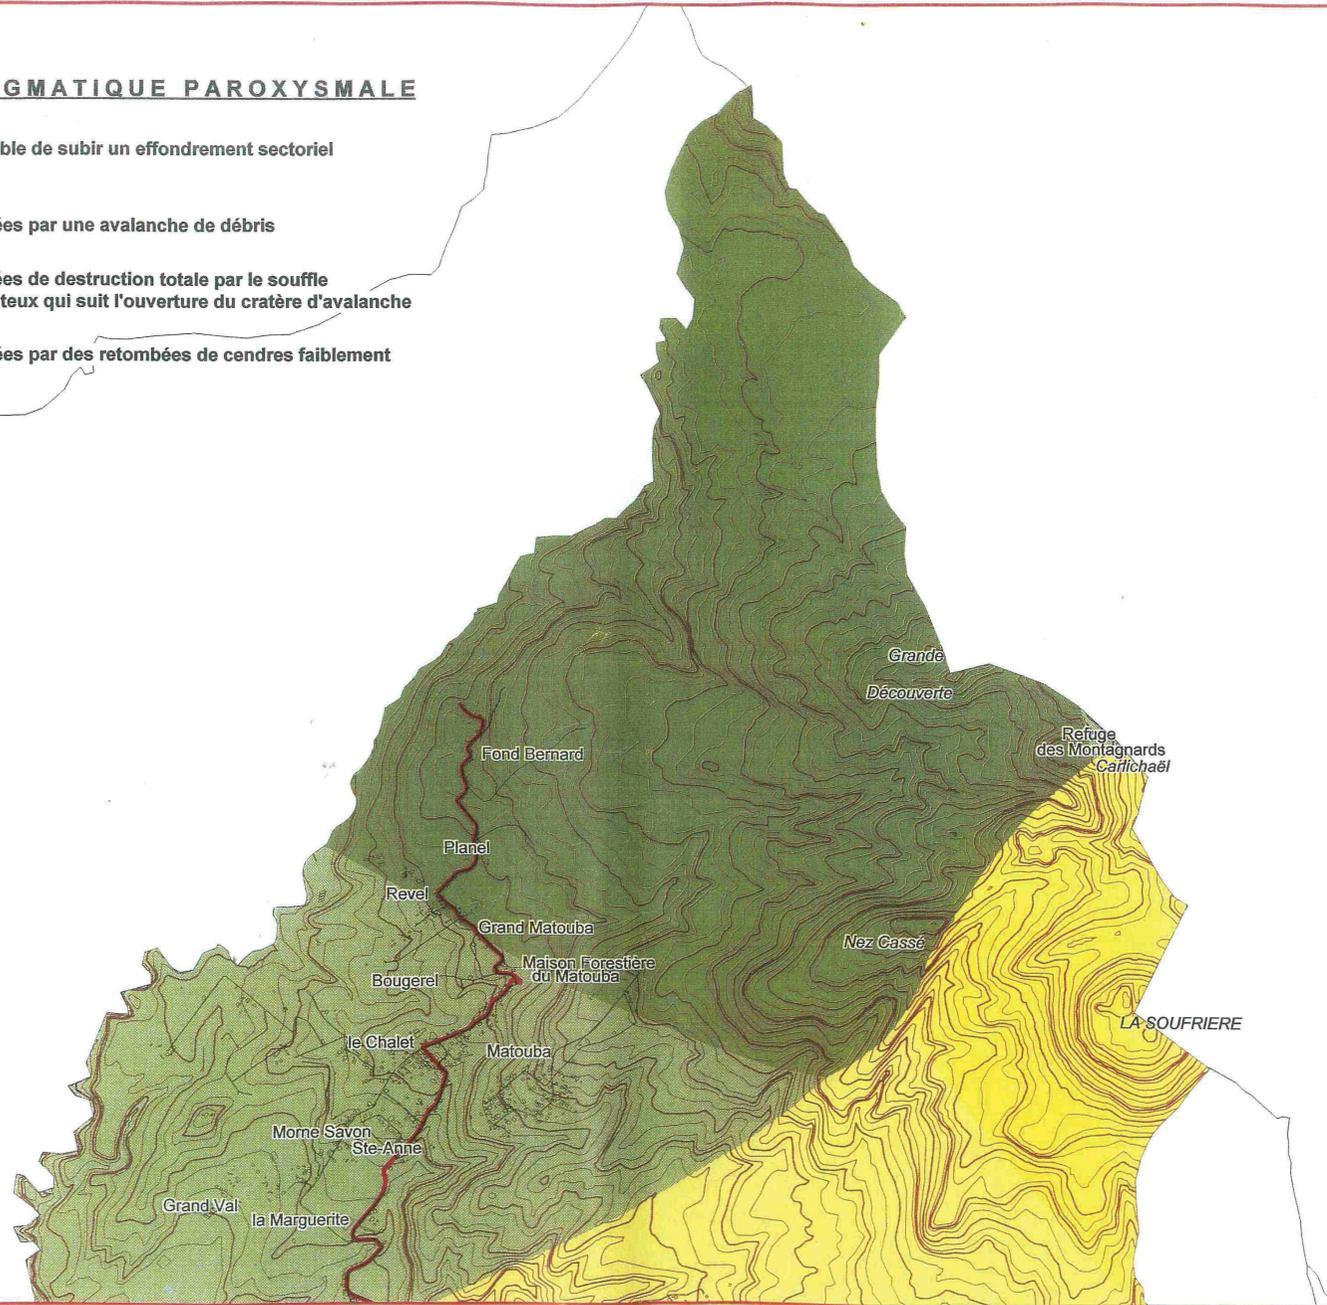 GMATIQUE PAROXYSMALE
ble de subir un effondrement sectoriel
ées par une avalanche de débris
ées de destruction totale par le souffle
teux qui suit l'ouverture du cratère d'avalanche
ées par des retombées de cendres faiblement
Grande
Découverte
Refuge
des Montagnards
Carlichaël
Fond Bernard
Planel
Revel
Grand Matouba
Nez Cassé
Maison Forestière
du Matouba
Bougerel
LA SOUFRIERE
le Chalet
Matouba
Morne Savon
Ste-Anne
Grand Val
la Marguerite